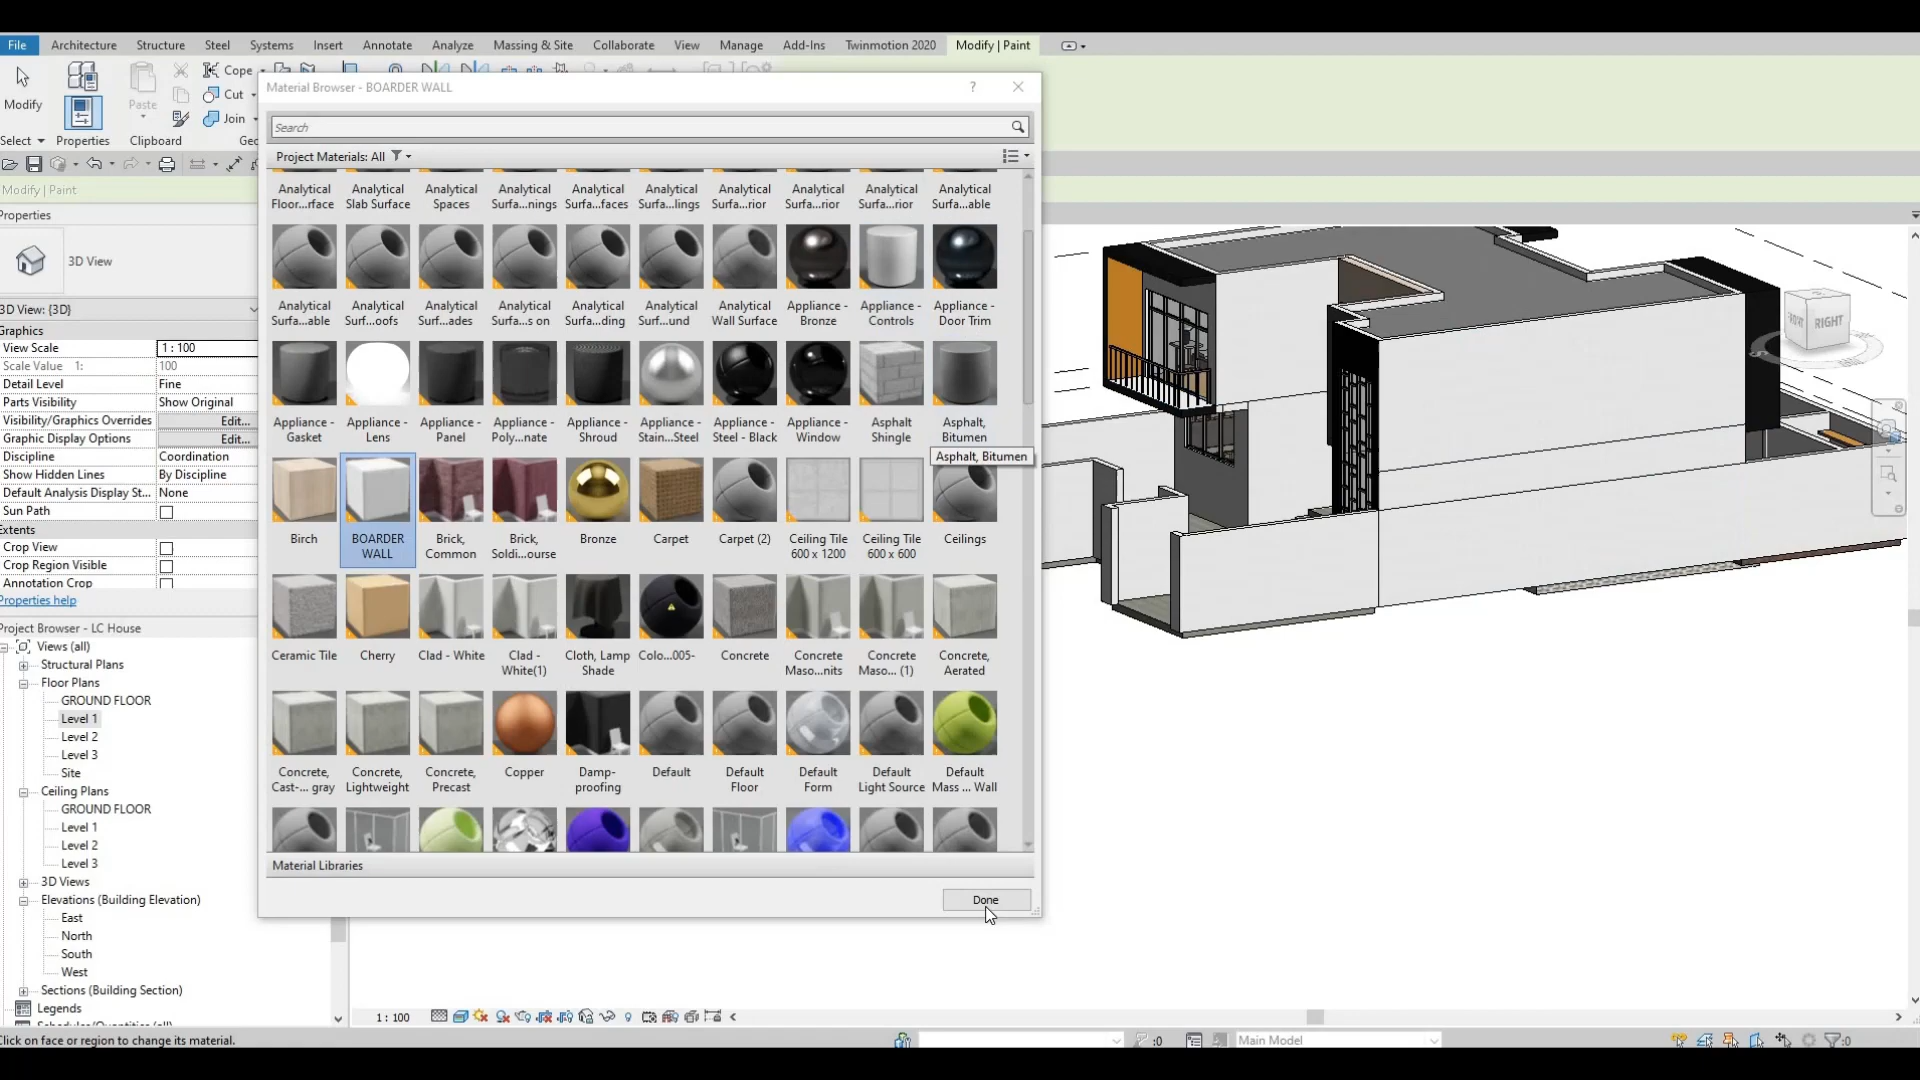 File Architecture Structure Steel Systems Insert Annotate Analyze Massing & Site Collaborate View Manage Add-Ins Twinmotion 2020 Modify | Paint
Modify
Select
Properties
Paste
Clipboard
Cope
Cut
Join
Material Browser - BOARDER WALL
?
Search
Project Materials: All
Analytical Floor...rface
Analytical Slab Surface
Analytical Spaces
Analytical Surfa...nings
Analytical Surfa...faces
Analytical Surfa...lings
Analytical Surfa...rior
Analytical Surfa...rior
Analytical Surfa...rior
Analytical Surfa...able
Analytical Surfa...able
Analytical Surf...oofs
Analytical Surf...ades
Analytical Surfa...s on
Analytical Surfa...ding
Analytical Surf...und
Analytical Wall Surface
Appliance - Bronze
Appliance - Controls
Appliance - Door Trim
Appliance - Gasket
Appliance - Lens
Appliance - Panel
Appliance - Poly...nate
Appliance - Shroud
Appliance - Stain...Steel
Appliance - Steel - Black
Appliance - Window
Asphalt Shingle
Asphalt, Bitumen
Asphalt, Bitumen
Birch
BOARDER WALL
Brick, Common
Brick, Soldi...ourse
Bronze
Carpet
Carpet (2)
Ceiling Tile 600 x 1200
Ceiling Tile 600 x 600
Ceilings
Ceramic Tile
Cherry
Clad - White
Clad - White(1)
Cloth, Lamp Shade
Colo...005-
Concrete
Concrete Maso...nits
Concrete Maso... (1)
Concrete, Aerated
Concrete, Cast-... gray
Concrete, Lightweight
Concrete, Precast
Copper
Damp-proofing
Default
Default Floor
Default Form
Default Light Source
Default Mass ... Wall
Material Libraries
Done
Modify | Paint
Properties
3D View
3D View: {3D}
Graphics
View Scale 1 : 100
Scale Value 1: 100
Detail Level Fine
Parts Visibility Show Original
Visibility/Graphics Overrides Edit...
Graphic Display Options Edit...
Discipline Coordination
Show Hidden Lines By Discipline
Default Analysis Display St... None
Sun Path
Extents
Crop View
Crop Region Visible
Annotation Crop
Properties help
Project Browser - LC House
Views (all)
Structural Plans
Floor Plans
GROUND FLOOR
Level 1
Level 2
Level 3
Site
Ceiling Plans
GROUND FLOOR
Level 1
Level 2
Level 3
3D Views
Elevations (Building Elevation)
East
North
South
West
Sections (Building Section)
Legends
FRONT
RIGHT
1 : 100
Click on face or region to change its material.
:0
Main Model
:0